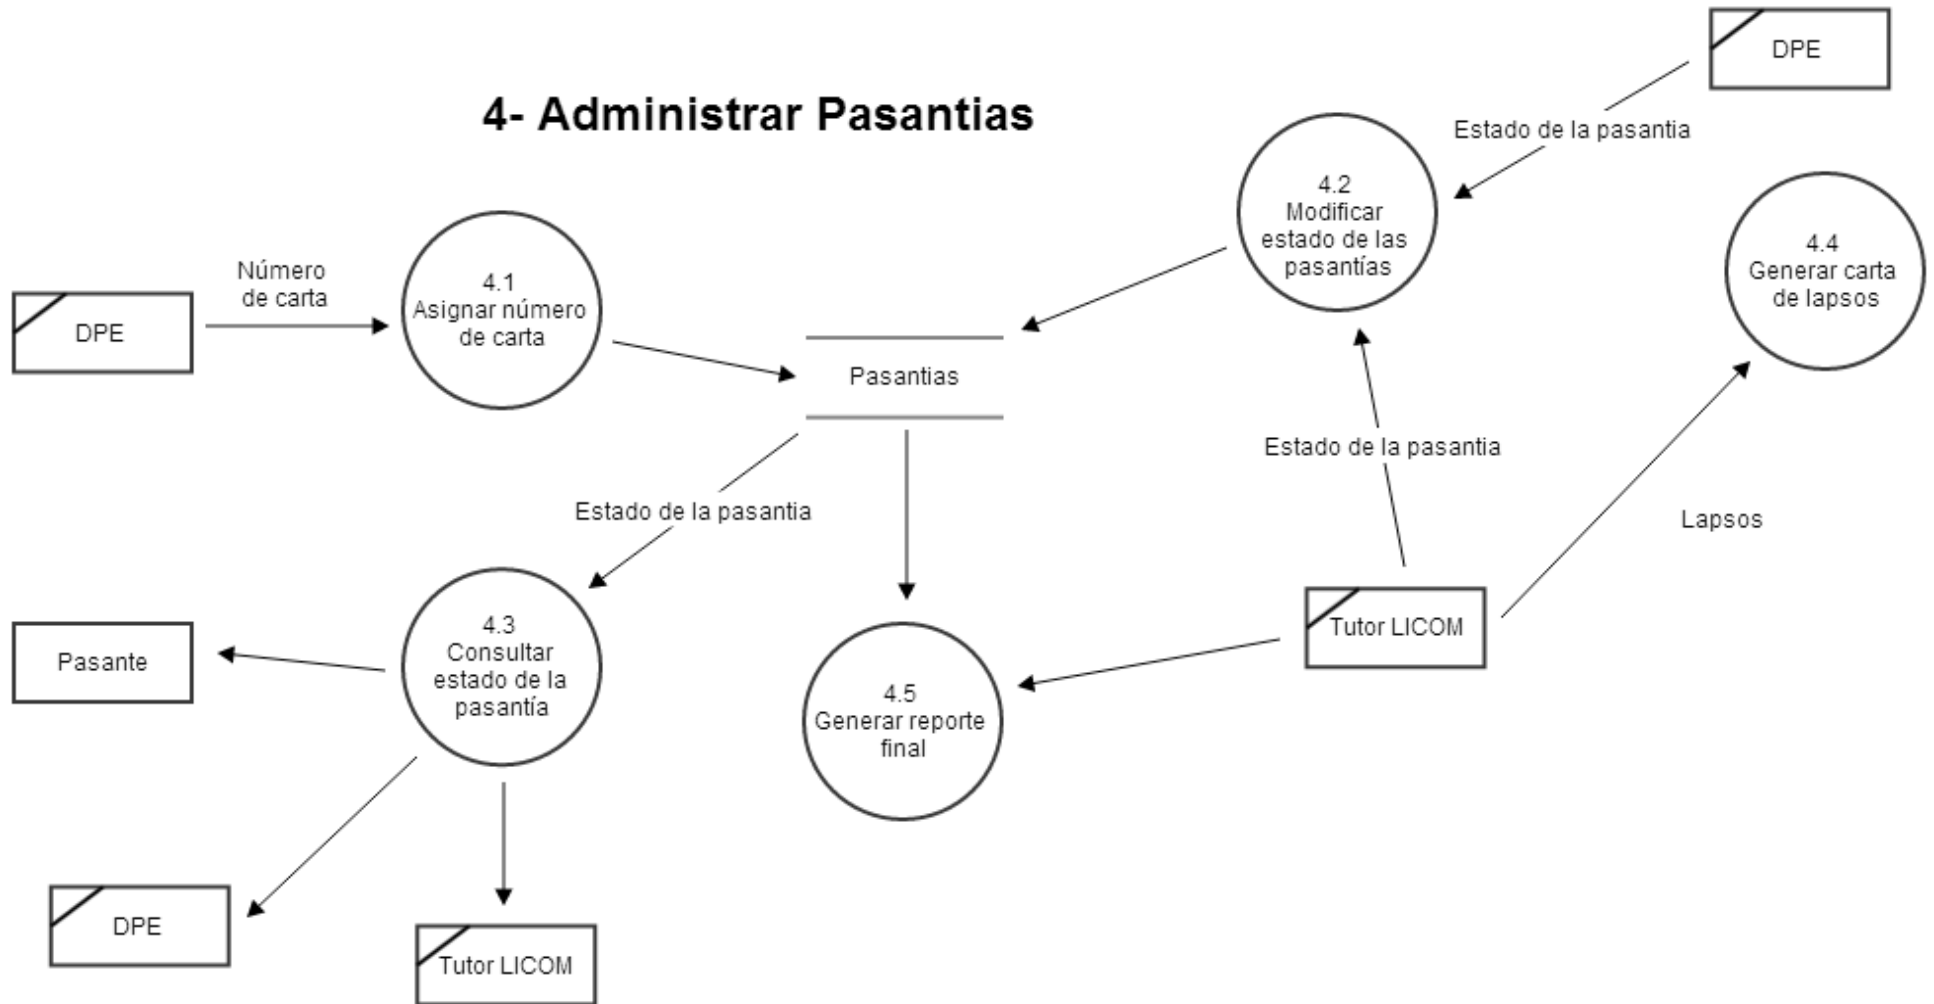 4- Administrar Pasantias
DPE
Estado de la pasantia
4.2
Modificar
estado de las
pasantías
4.4
Generar carta
de lapsos
Número
de carta
DPE
4.1
Asignar número
de carta
Pasantias
Estado de la pasantia
Estado de la pasantia
Lapsos
Pasante
4.3
Consultar
estado de la
pasantía
4.5
Generar reporte
final
Tutor LICOM
DPE
Tutor LICOM